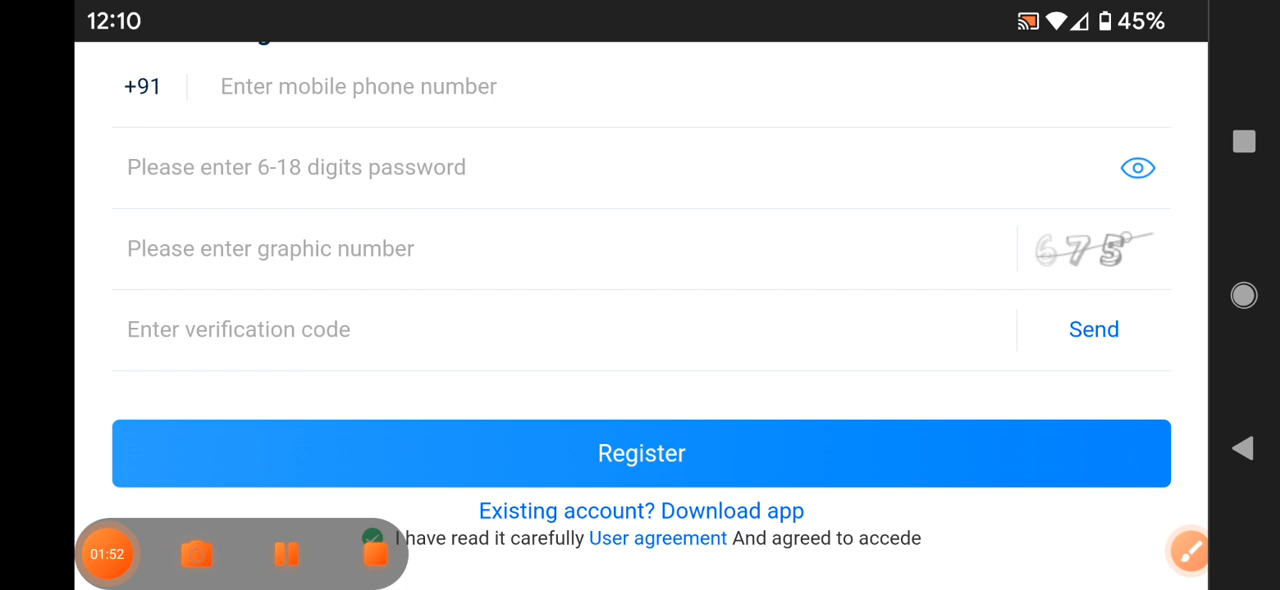 12:10 45%
+91 Enter mobile phone number
Please enter 6-18 digits password
Please enter graphic number 675
Enter verification code Send
Register
Existing account? Download app
I have read it carefully User agreement And agreed to accede
01:52